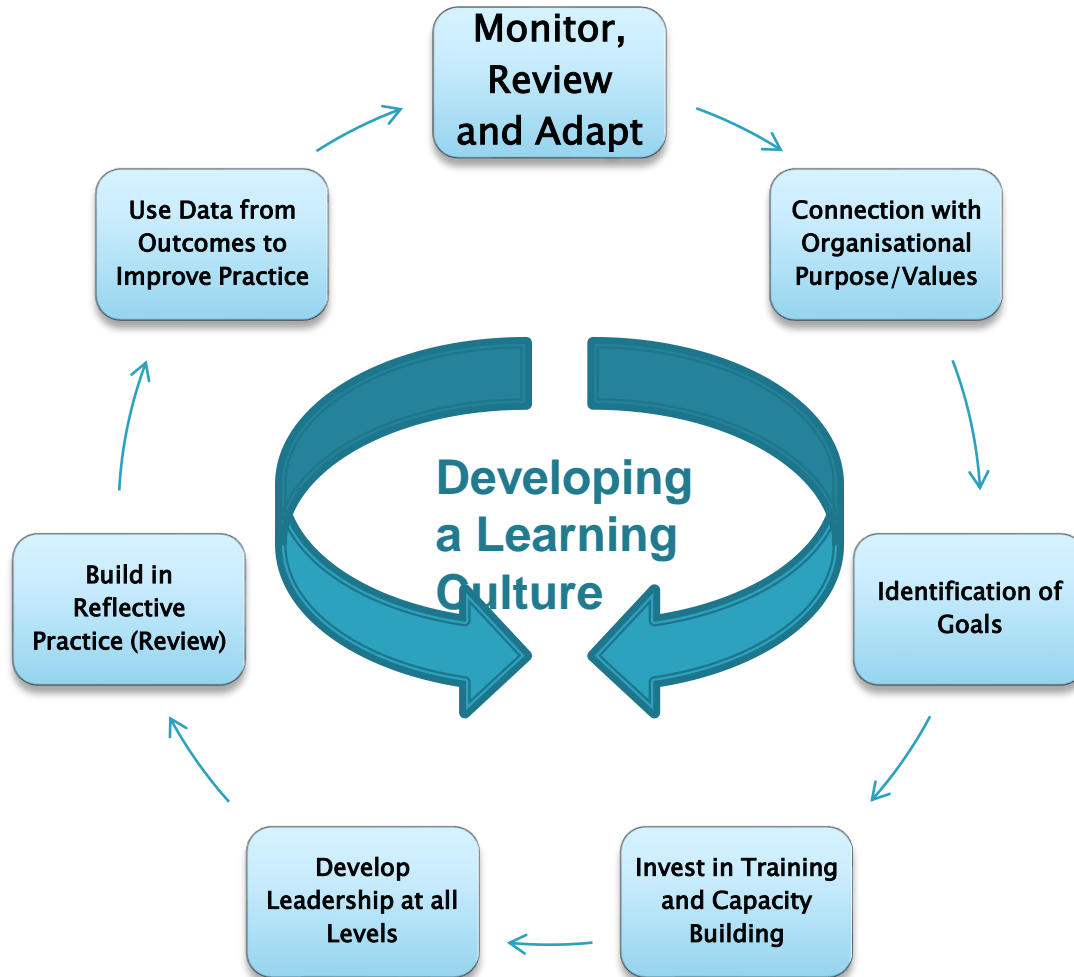 Monitor,
Review
and Adapt
Connection with
Organisational
Purpose/Values
Identification of
Goals
Invest in Training
and Capacity
Building
Develop
Leadership at all
Levels
Build in
Reflective
Practice (Review)
Use Data from
Outcomes to
Improve Practice
Developing
a Learning
Culture